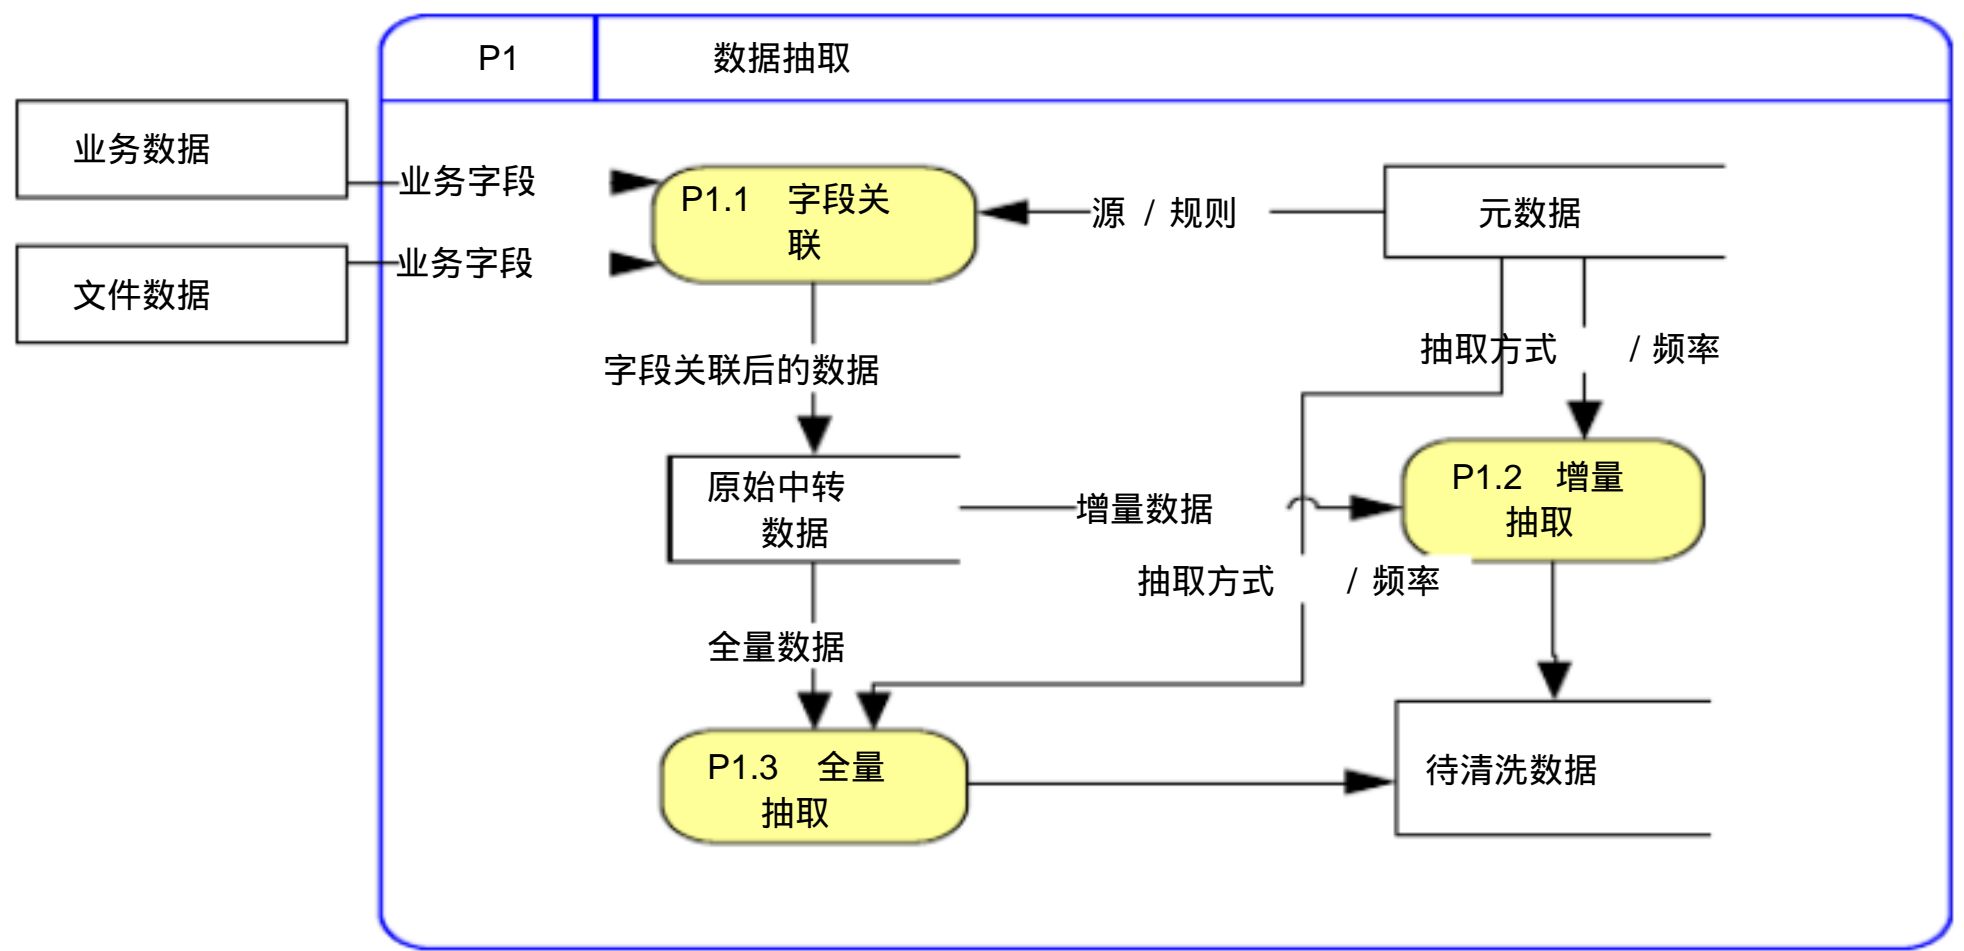 P1 数据抽取
业务数据
业务字段
P1.1 字段关
联
源 / 规则
元数据
文件数据
业务字段
字段关联后的数据
抽取方式 / 频率
原始中转
数据
增量数据
P1.2 增量
抽取
抽取方式 / 频率
全量数据
P1.3 全量
抽取
待清洗数据